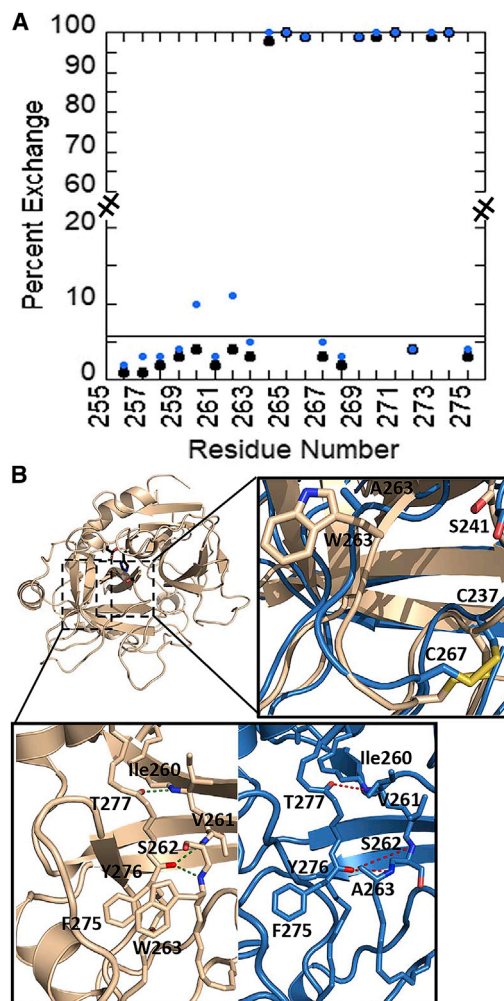 A
100
90
80
70
60
20
10
0
Percent Exchange
255
257
259
261
263
265
267
269
271
273
275
Residue Number
B
A263
W263
S241
C237
C267
Ile260
T277
V261
S262
Y276
F275
W263
Ile260
T277
V261
S262
Y276
A263
F275